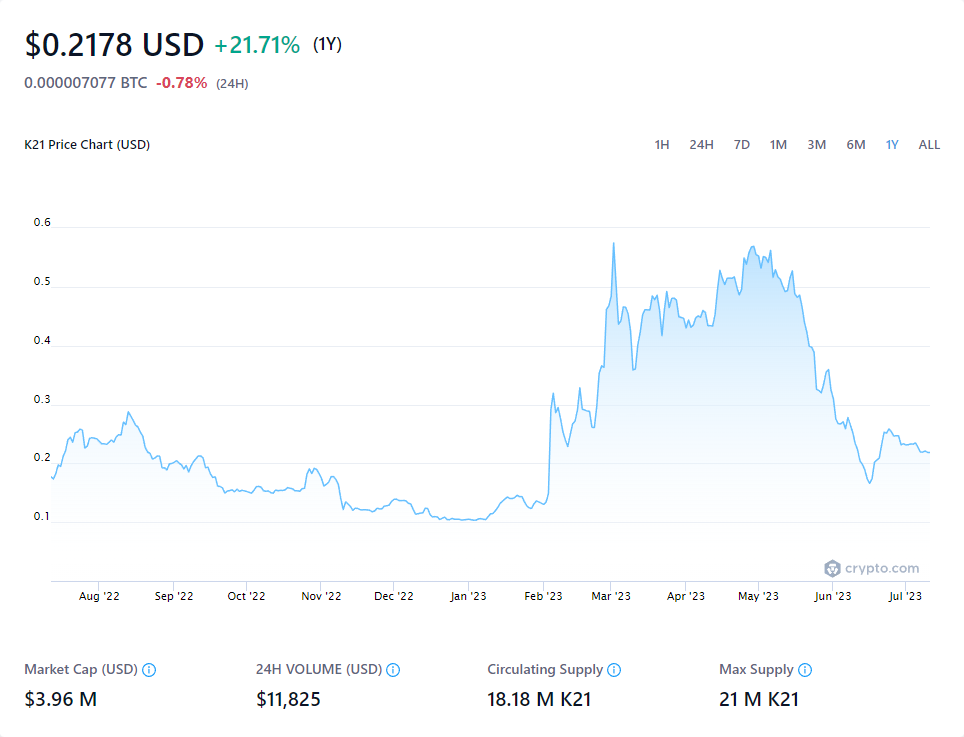 $0.2178 USD +21.71% (1Y)
0.000007077 BTC -0.78% (24H)
K21 Price Chart (USD) 1H 24H 7D 1M 3M 6M 1Y ALL
0.6
0.5
0.4
0.3
0.2
0.1
crypto.com
Aug '22 Sep '22 Oct '22 Nov '22 Dec '22 Jan '23 Feb '23 Mar '23 Apr '23 May '23 Jun '23 Jul '23
Market Cap (USD) 24H VOLUME (USD) Circulating Supply Max Supply
$3.96 M $11,825 18.18 M K21 21 M K21